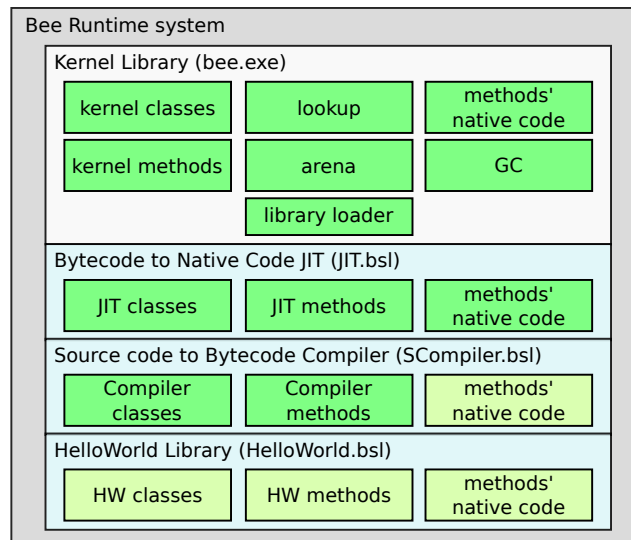 Bee Runtime system
Kernel Library (bee.exe)
kernel classes
lookup
methods'
native code
kernel methods
arena
GC
library loader
Bytecode to Native Code JIT (JIT.bsl)
JIT classes
JIT methods
methods'
native code
Source code to Bytecode Compiler (SCompiler.bsl)
Compiler
classes
Compiler
methods
methods'
native code
HelloWorld Library (HelloWorld.bsl)
HW classes
HW methods
methods'
native code